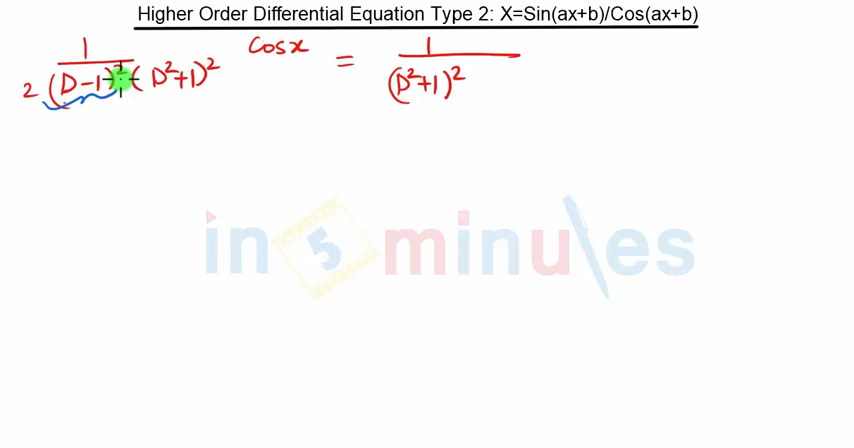 Higher Order Differential Equation Type 2: X=Sin(ax+b)/Cos(ax+b)
1 / 2 (D-1)² (D²+1)² Cosx = 1 / (D²+1)²
in 5 minutes